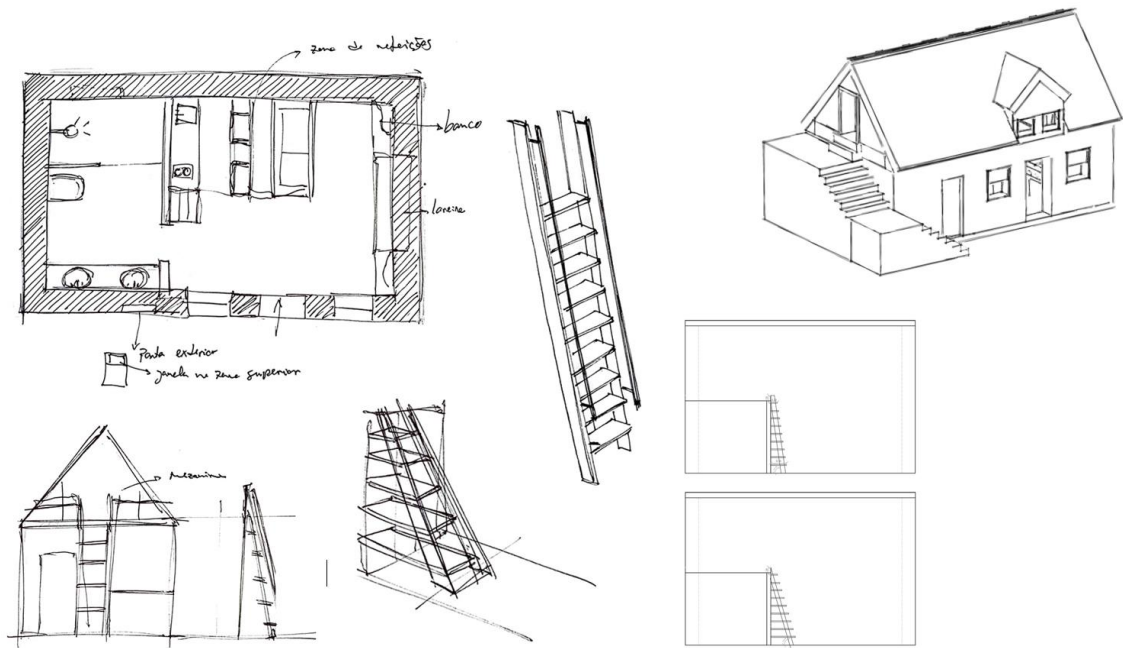 zona de refeições
banco
lareira
Porta exterior
janela na zona superior
mezanine